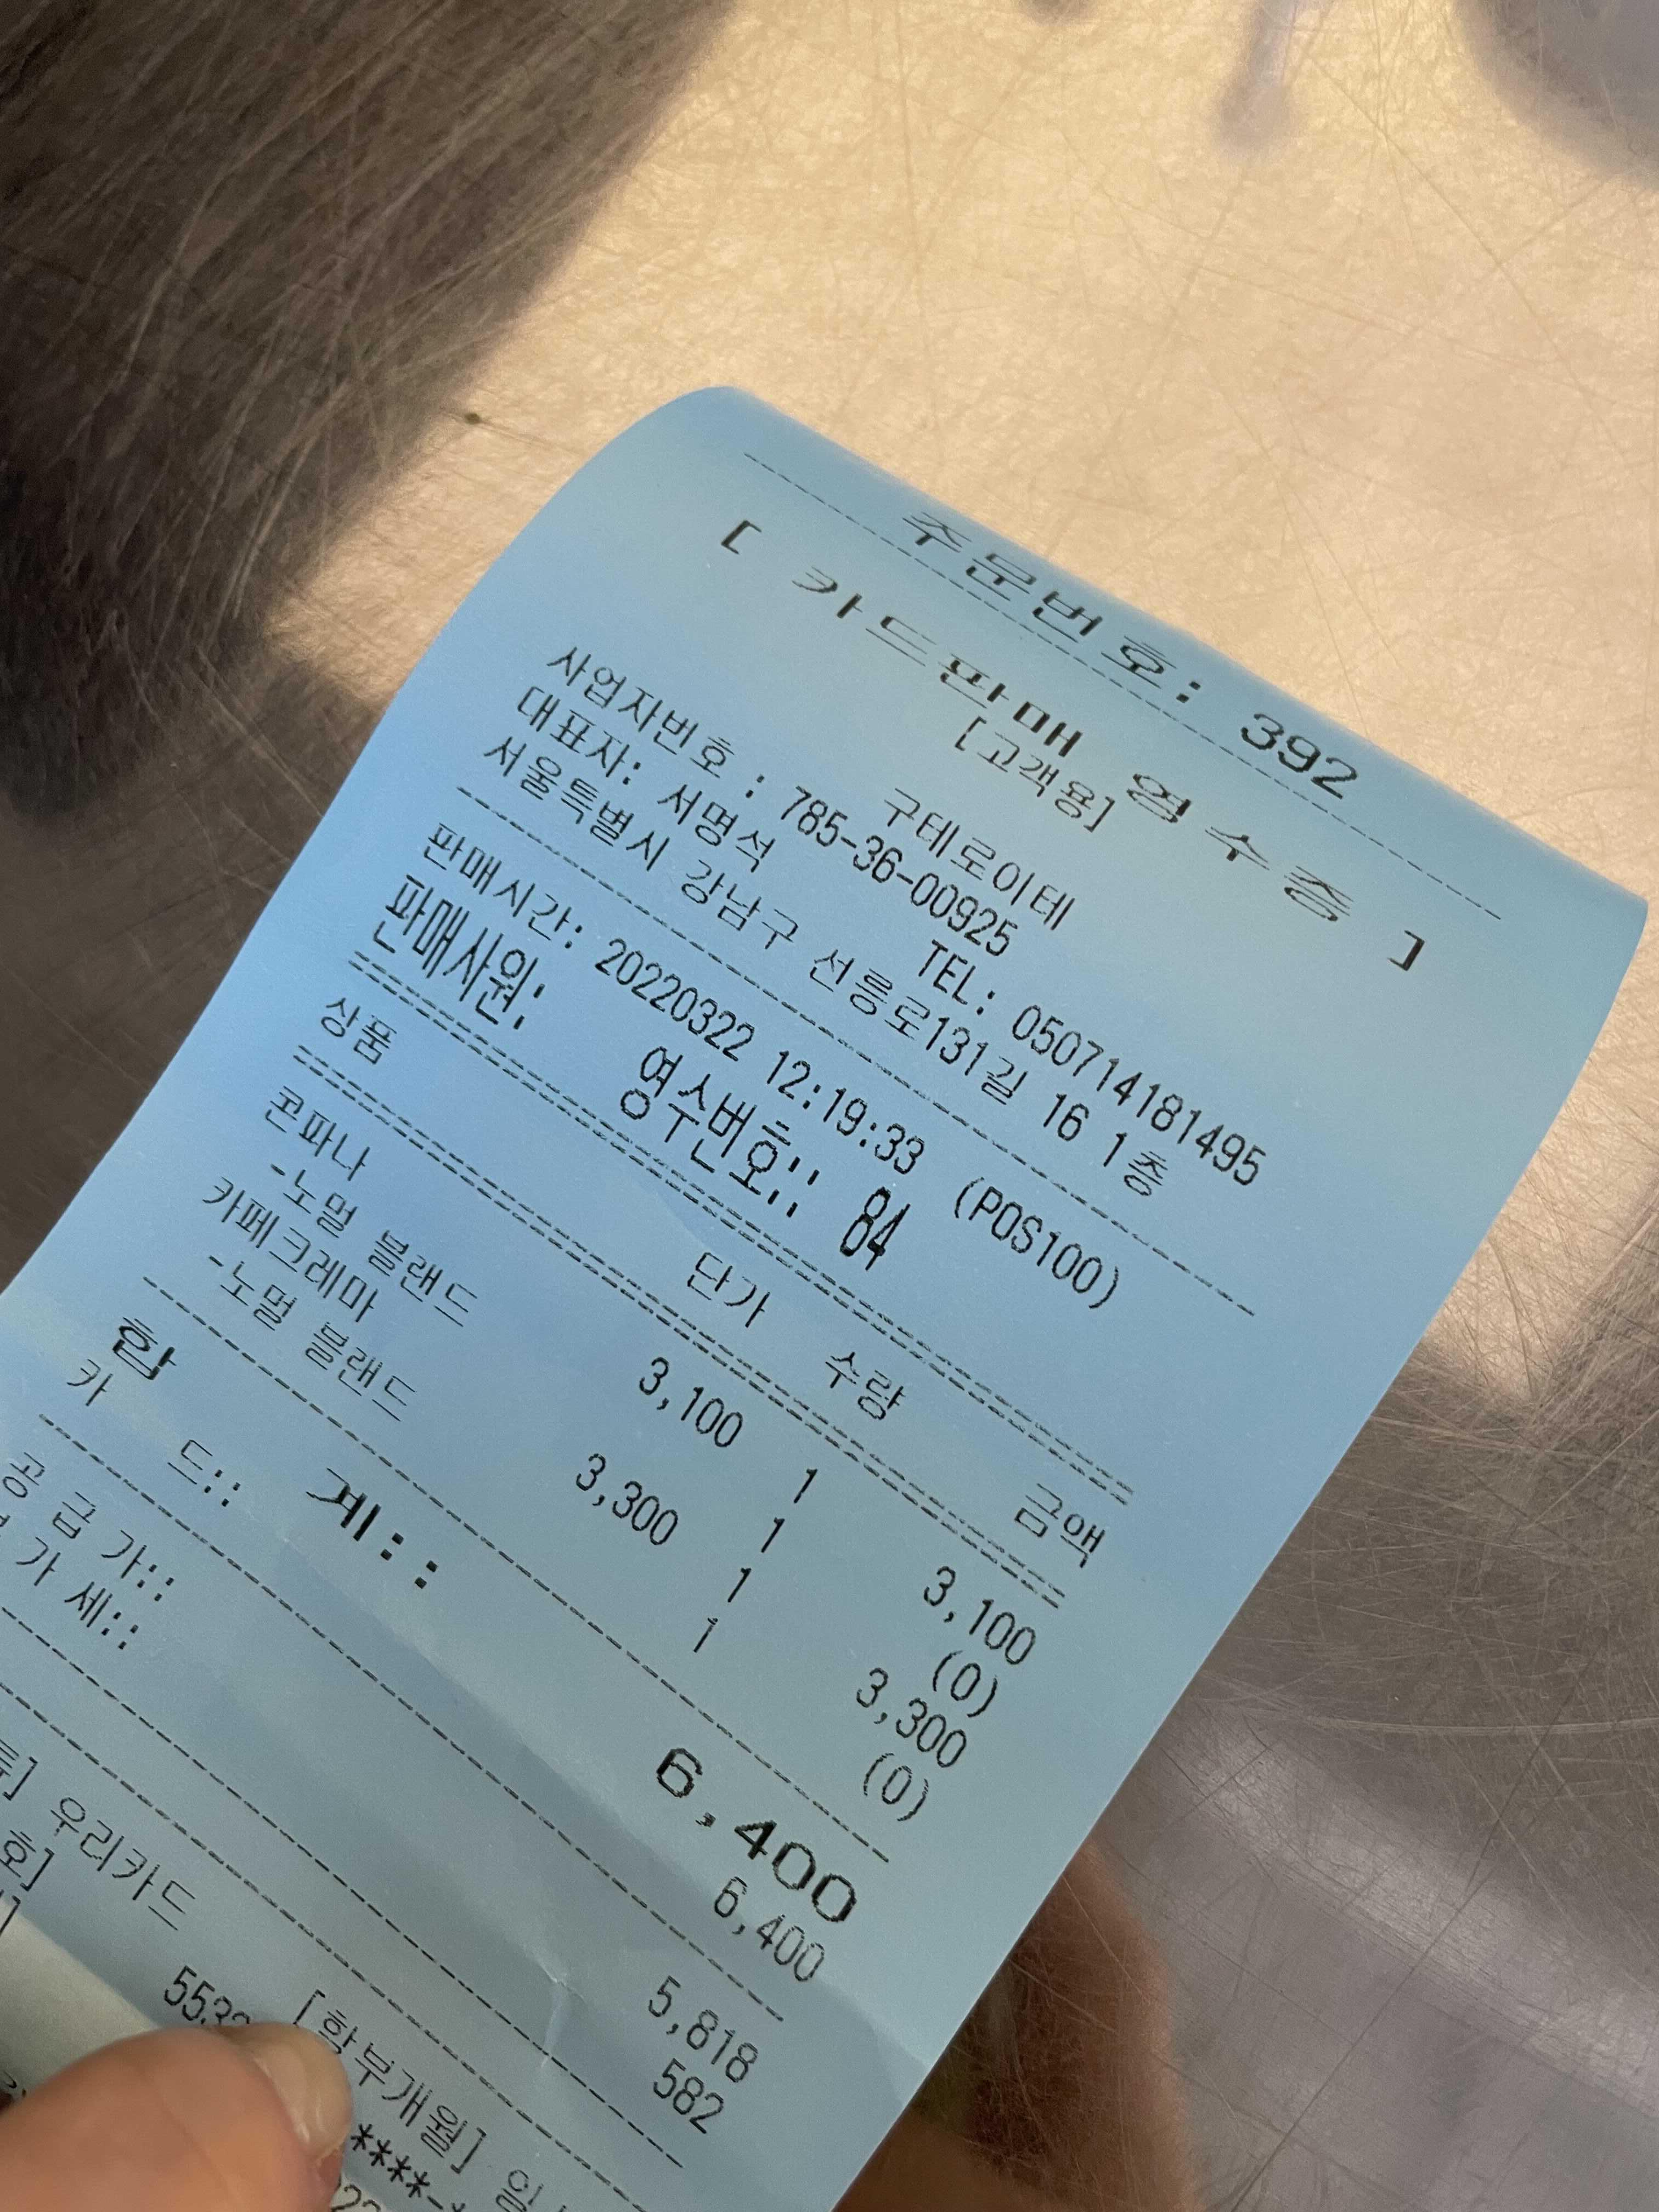 주문번호: 392
[ 카드판매 영수증 ]
[고객용]
구테로이테
사업자번호 : 785-36-00925
대표자: 서명석 TEL: 050714181495
서울특별시 강남구 선릉로131길 16 1층
판매시간: 20220322 12:19:33 (POS100)
판매사원: 영수번호:: 84
상품 단가 수량 금액
콘파나 3,100 1 3,100
-노멀 블랜드 1 (0)
카페크레마 3,300 1 3,300
-노멀 블랜드 1 (0)
합 계:: 6,400
카 드:: 6,400
공 급 가:: 5,818
가 세:: 582
우리카드
호]
[할부개월]
****-